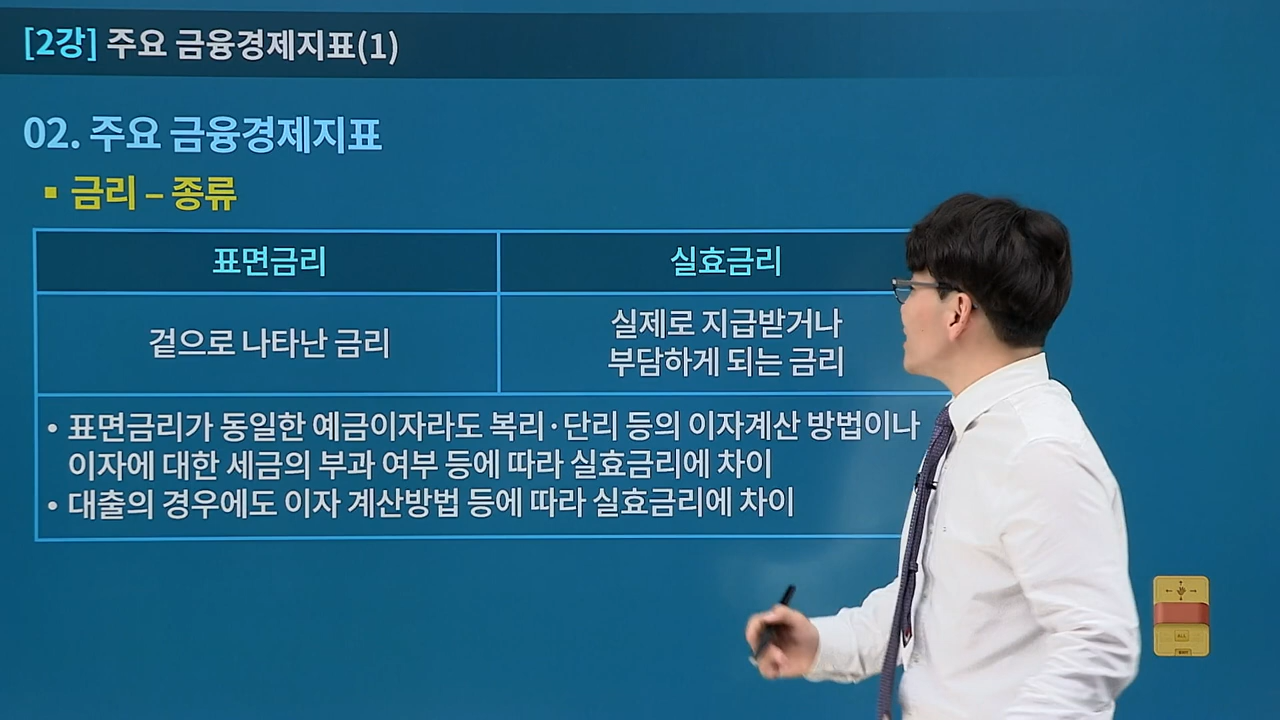 [2강] 주요 금융경제지표(1)
02. 주요 금융경제지표
▪ 금리 – 종류
표면금리
실효금리
겉으로 나타난 금리
실제로 지급받거나
부담하게 되는 금리
• 표면금리가 동일한 예금이자라도 복리·단리 등의 이자계산 방법이나
이자에 대한 세금의 부과 여부 등에 따라 실효금리에 차이
• 대출의 경우에도 이자 계산방법 등에 따라 실효금리에 차이
ALL